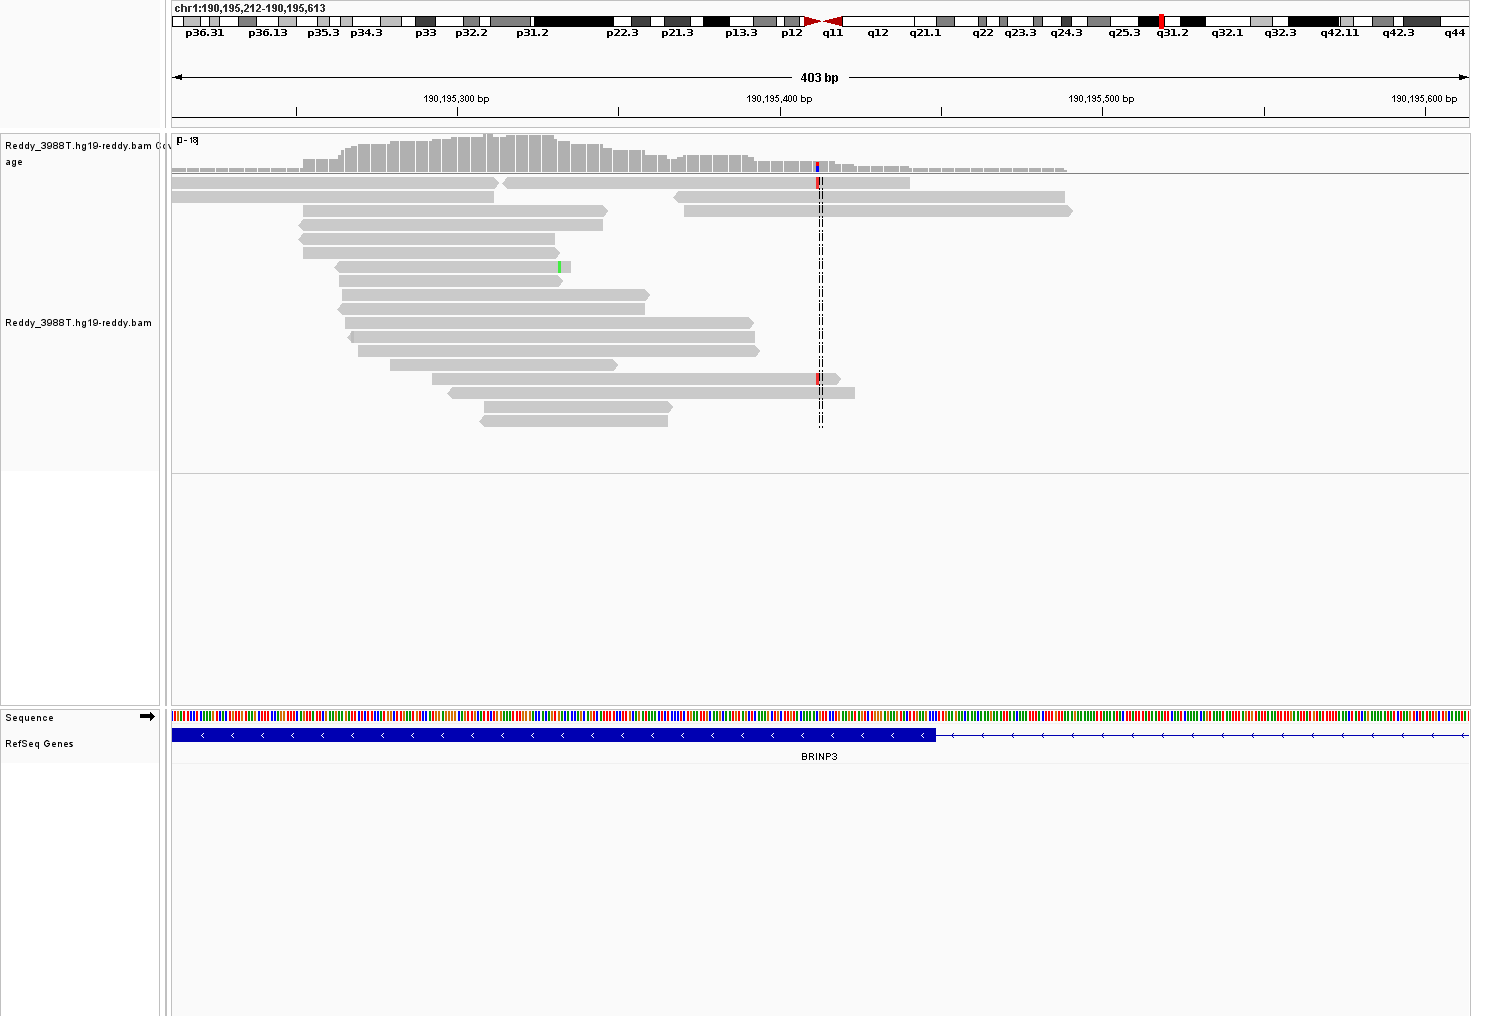 chr1:190,195,212-190,195,613
p36.31 p36.13 p35.3 p34.3 p33 p32.2 p31.2 p22.3 p21.3 p13.3 p12 q11 q12 q21.1 q22 q23.3 q24.3 q25.3 q31.2 q32.1 q32.3 q42.11 q42.3 q44
403 bp
190,195,300 bp 190,195,400 bp 190,195,500 bp 190,195,600 bp
[0 - 18]
Reddy_3988T.hg19-reddy.bam Cov
age
Reddy_3988T.hg19-reddy.bam
Sequence
RefSeq Genes
BRINP3